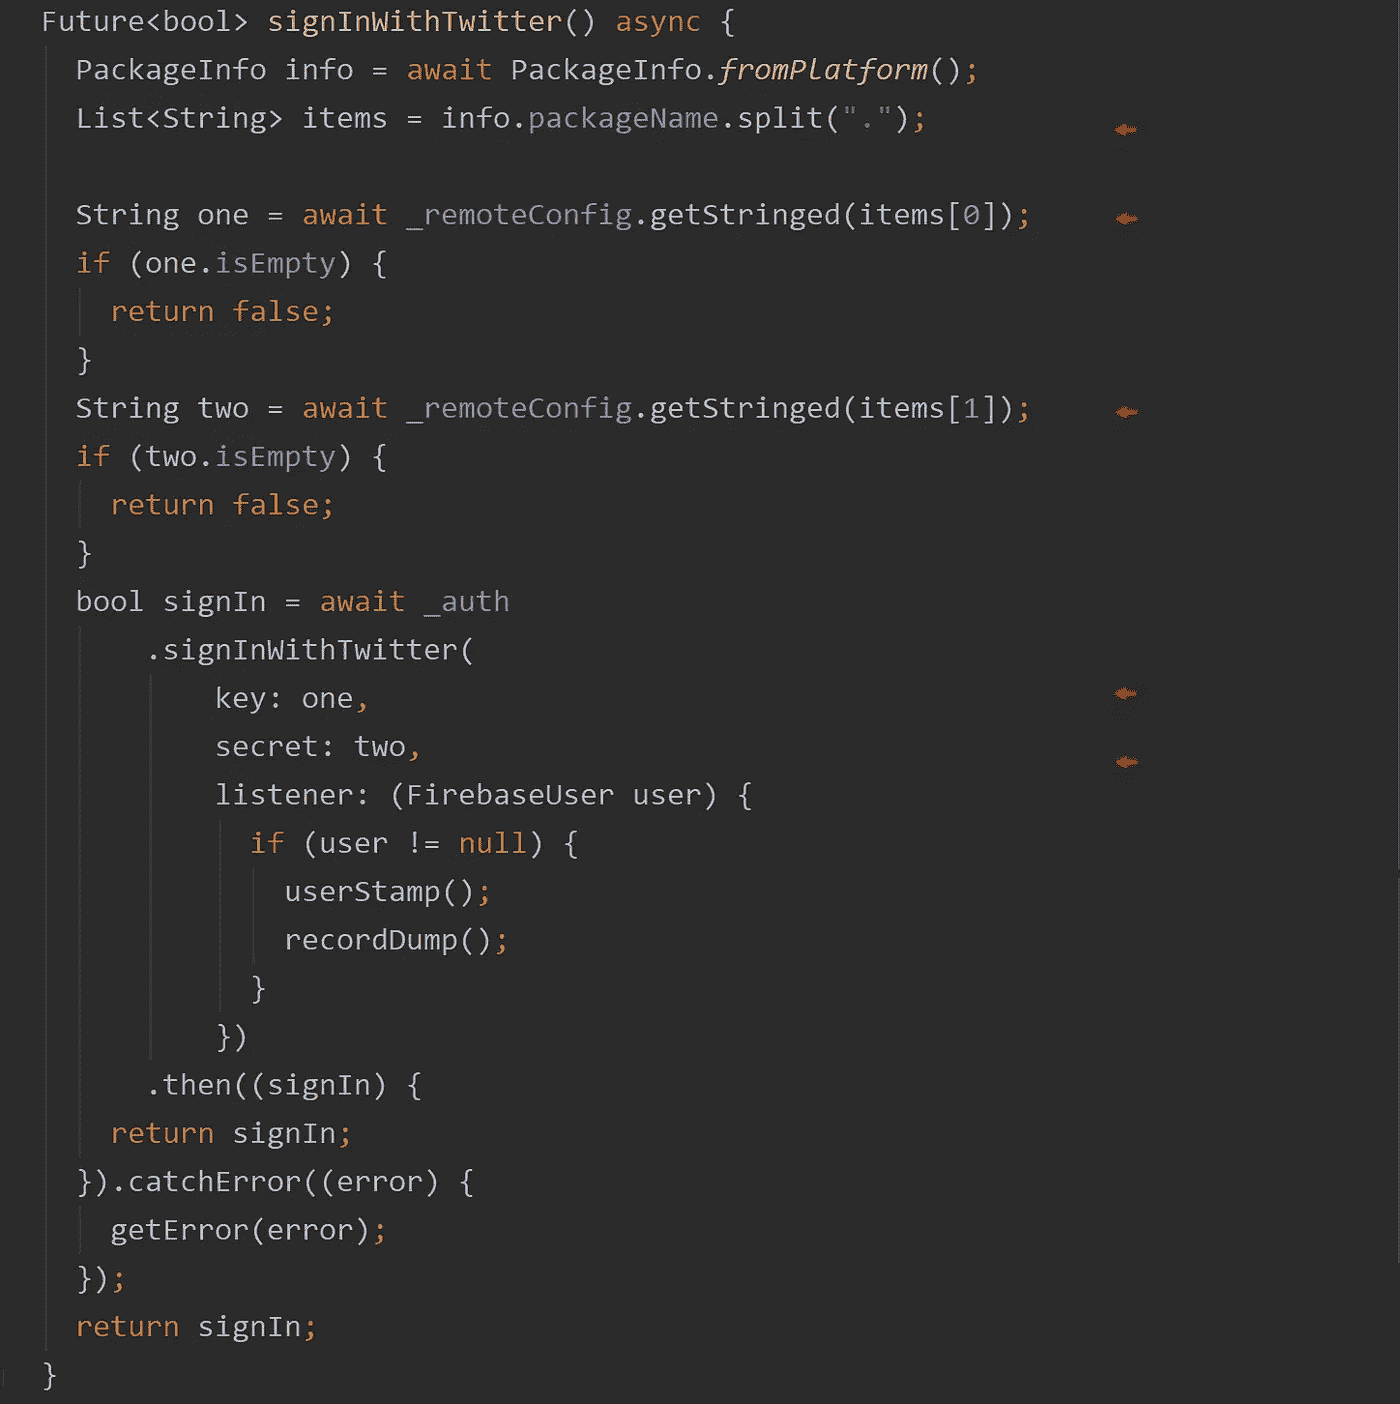 Future<bool> signInWithTwitter() async {
PackageInfo info = await PackageInfo.fromPlatform();
List<String> items = info.packageName.split(".");
String one = await _remoteConfig.getStringed(items[0]);
if (one.isEmpty) {
return false;
}
String two = await _remoteConfig.getStringed(items[1]);
if (two.isEmpty) {
return false;
}
bool signIn = await _auth
.signInWithTwitter(
key: one,
secret: two,
listener: (FirebaseUser user) {
if (user != null) {
userStamp();
recordDump();
}
})
.then((signIn) {
return signIn;
}).catchError((error) {
getError(error);
});
return signIn;
}